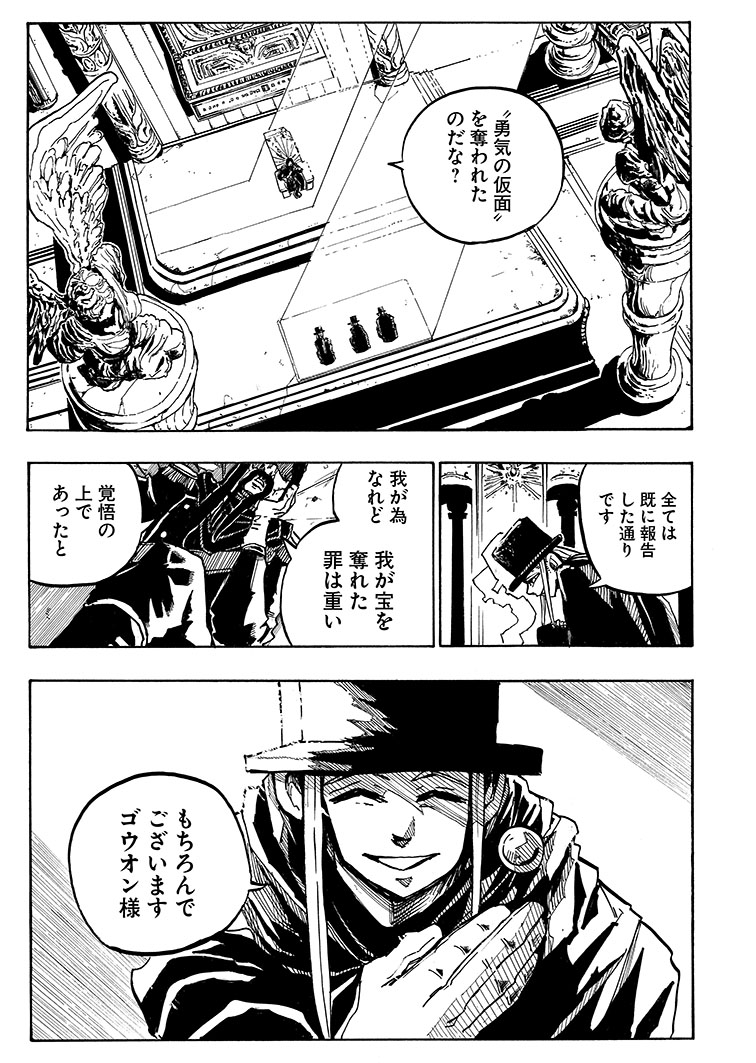 〝勇気の仮面〟
を奪われた
のだな?
全ては
既に報告
した通り
です
我が為
なれど
我が宝を
奪れた
罪は重い
覚悟の
上で
あったと
もちろんで
ございます
ゴウオン様